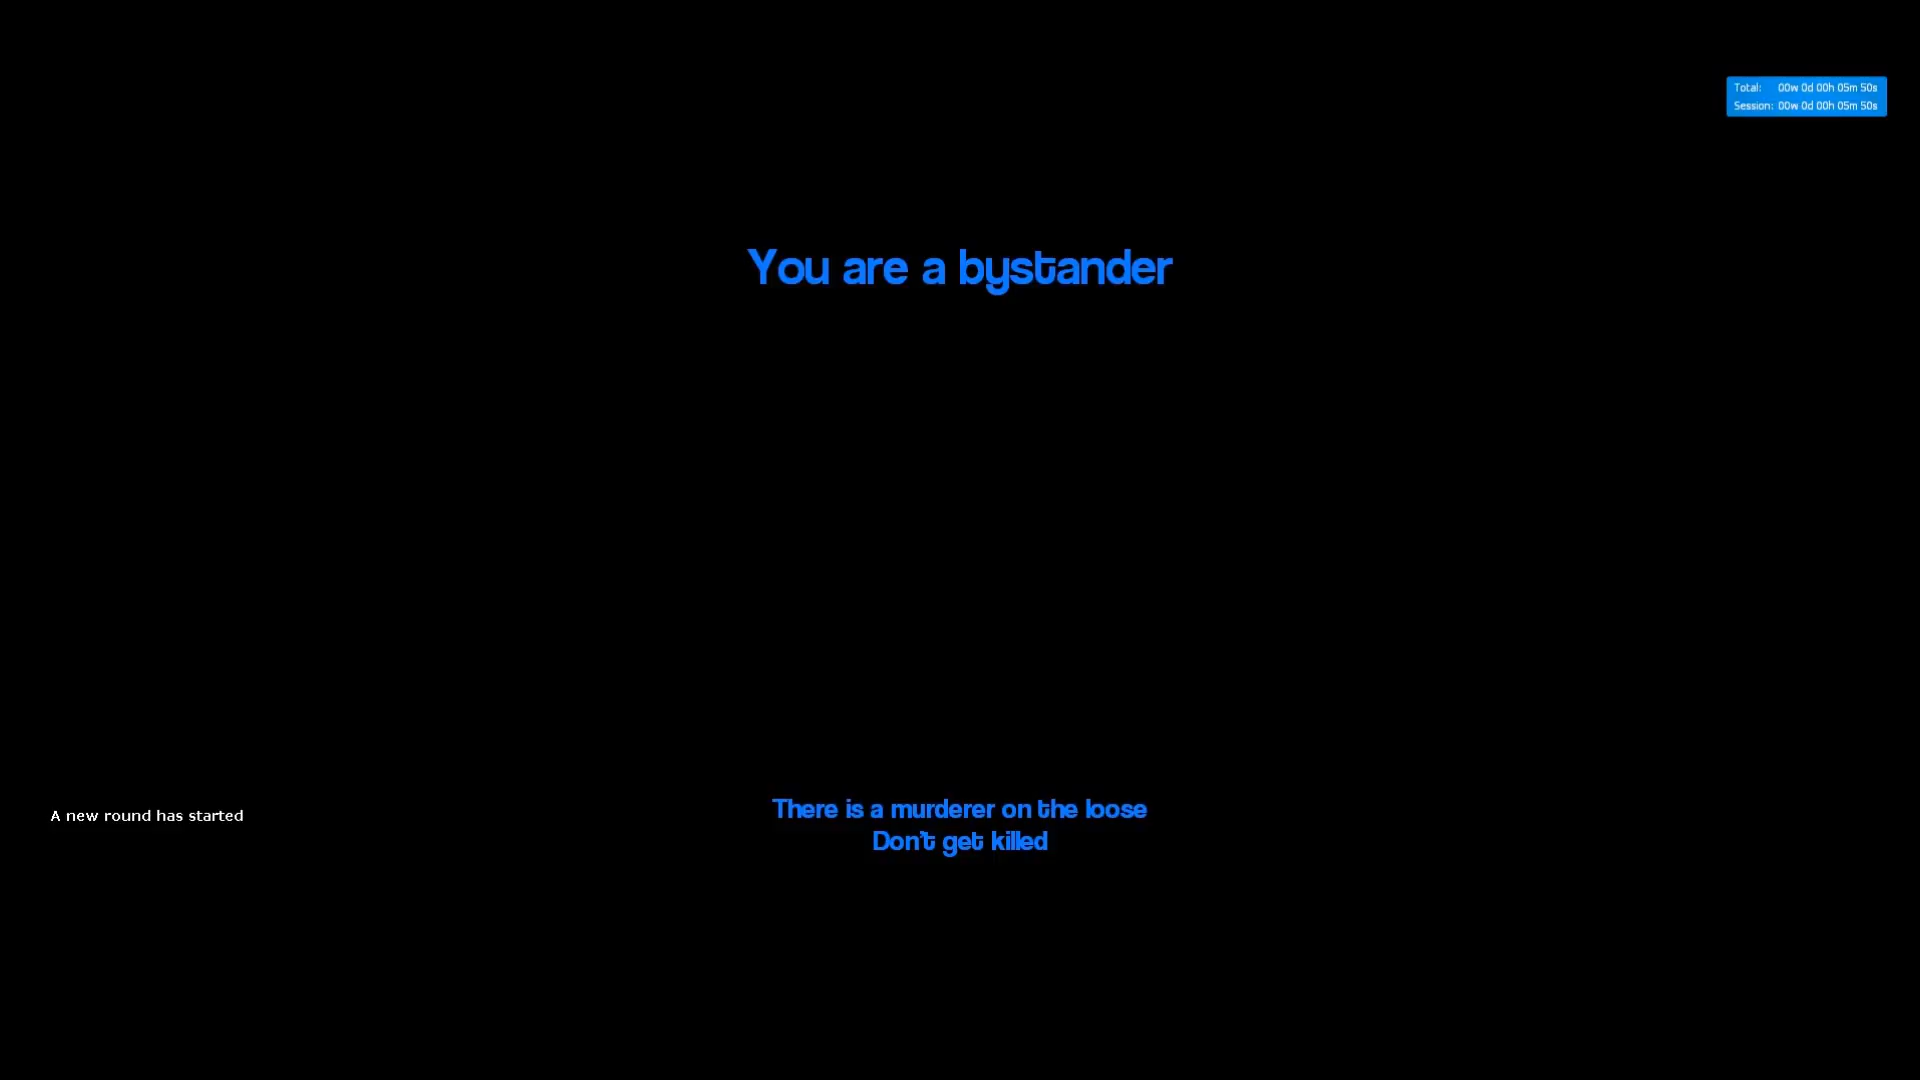 Total: 00w 0d 00h 05m 50s
Session: 00w 0d 00h 05m 50s
You are a bystander
There is a murderer on the loose
Don't get killed
A new round has started